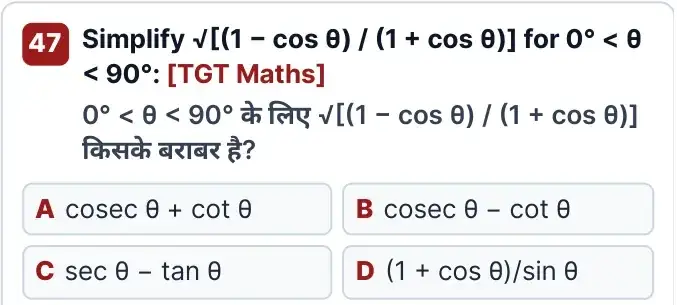 47 Simplify √[(1 − cos θ) / (1 + cos θ)] for 0° < θ
< 90°: [TGT Maths]
0° < θ < 90° के लिए √[(1 − cos θ) / (1 + cos θ)]
किसके बराबर है?
A cosec θ + cot θ
B cosec θ − cot θ
C sec θ − tan θ
D (1 + cos θ)/sin θ